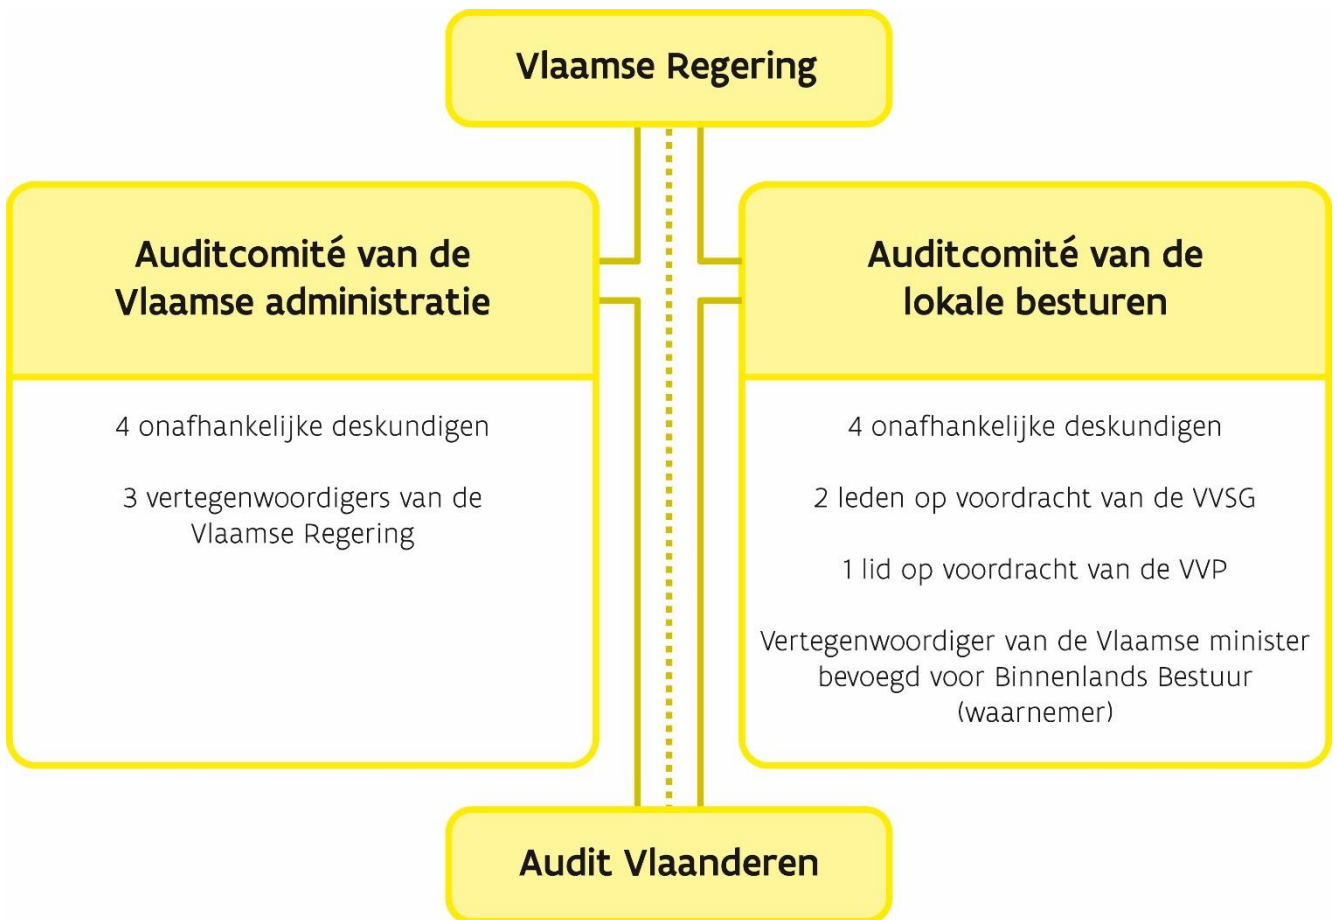 Vlaamse Regering
Auditcomité van de
Vlaamse administratie
4 onafhankelijke deskundigen
3 vertegenwoordigers van de
Vlaamse Regering
Auditcomité van de
lokale besturen
4 onafhankelijke deskundigen
2 leden op voordracht van de VVSG
1 lid op voordracht van de VVP
Vertegenwoordiger van de Vlaamse minister
bevoegd voor Binnenlands Bestuur
(waarnemer)
Audit Vlaanderen